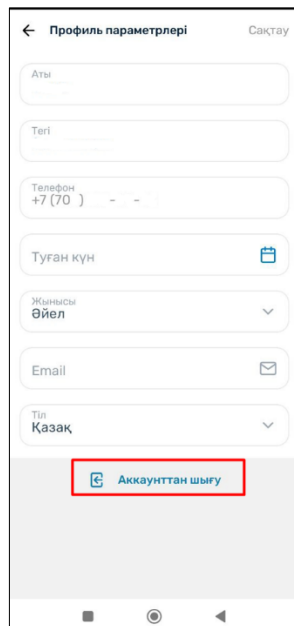 Профиль параметрлері Сақтау
Аты
Тегі
Телефон
+7 (70 ) - -
Туған күн
Жынысы
Әйел
Email
Тіл
Қазақ
Аккаунттан шығу